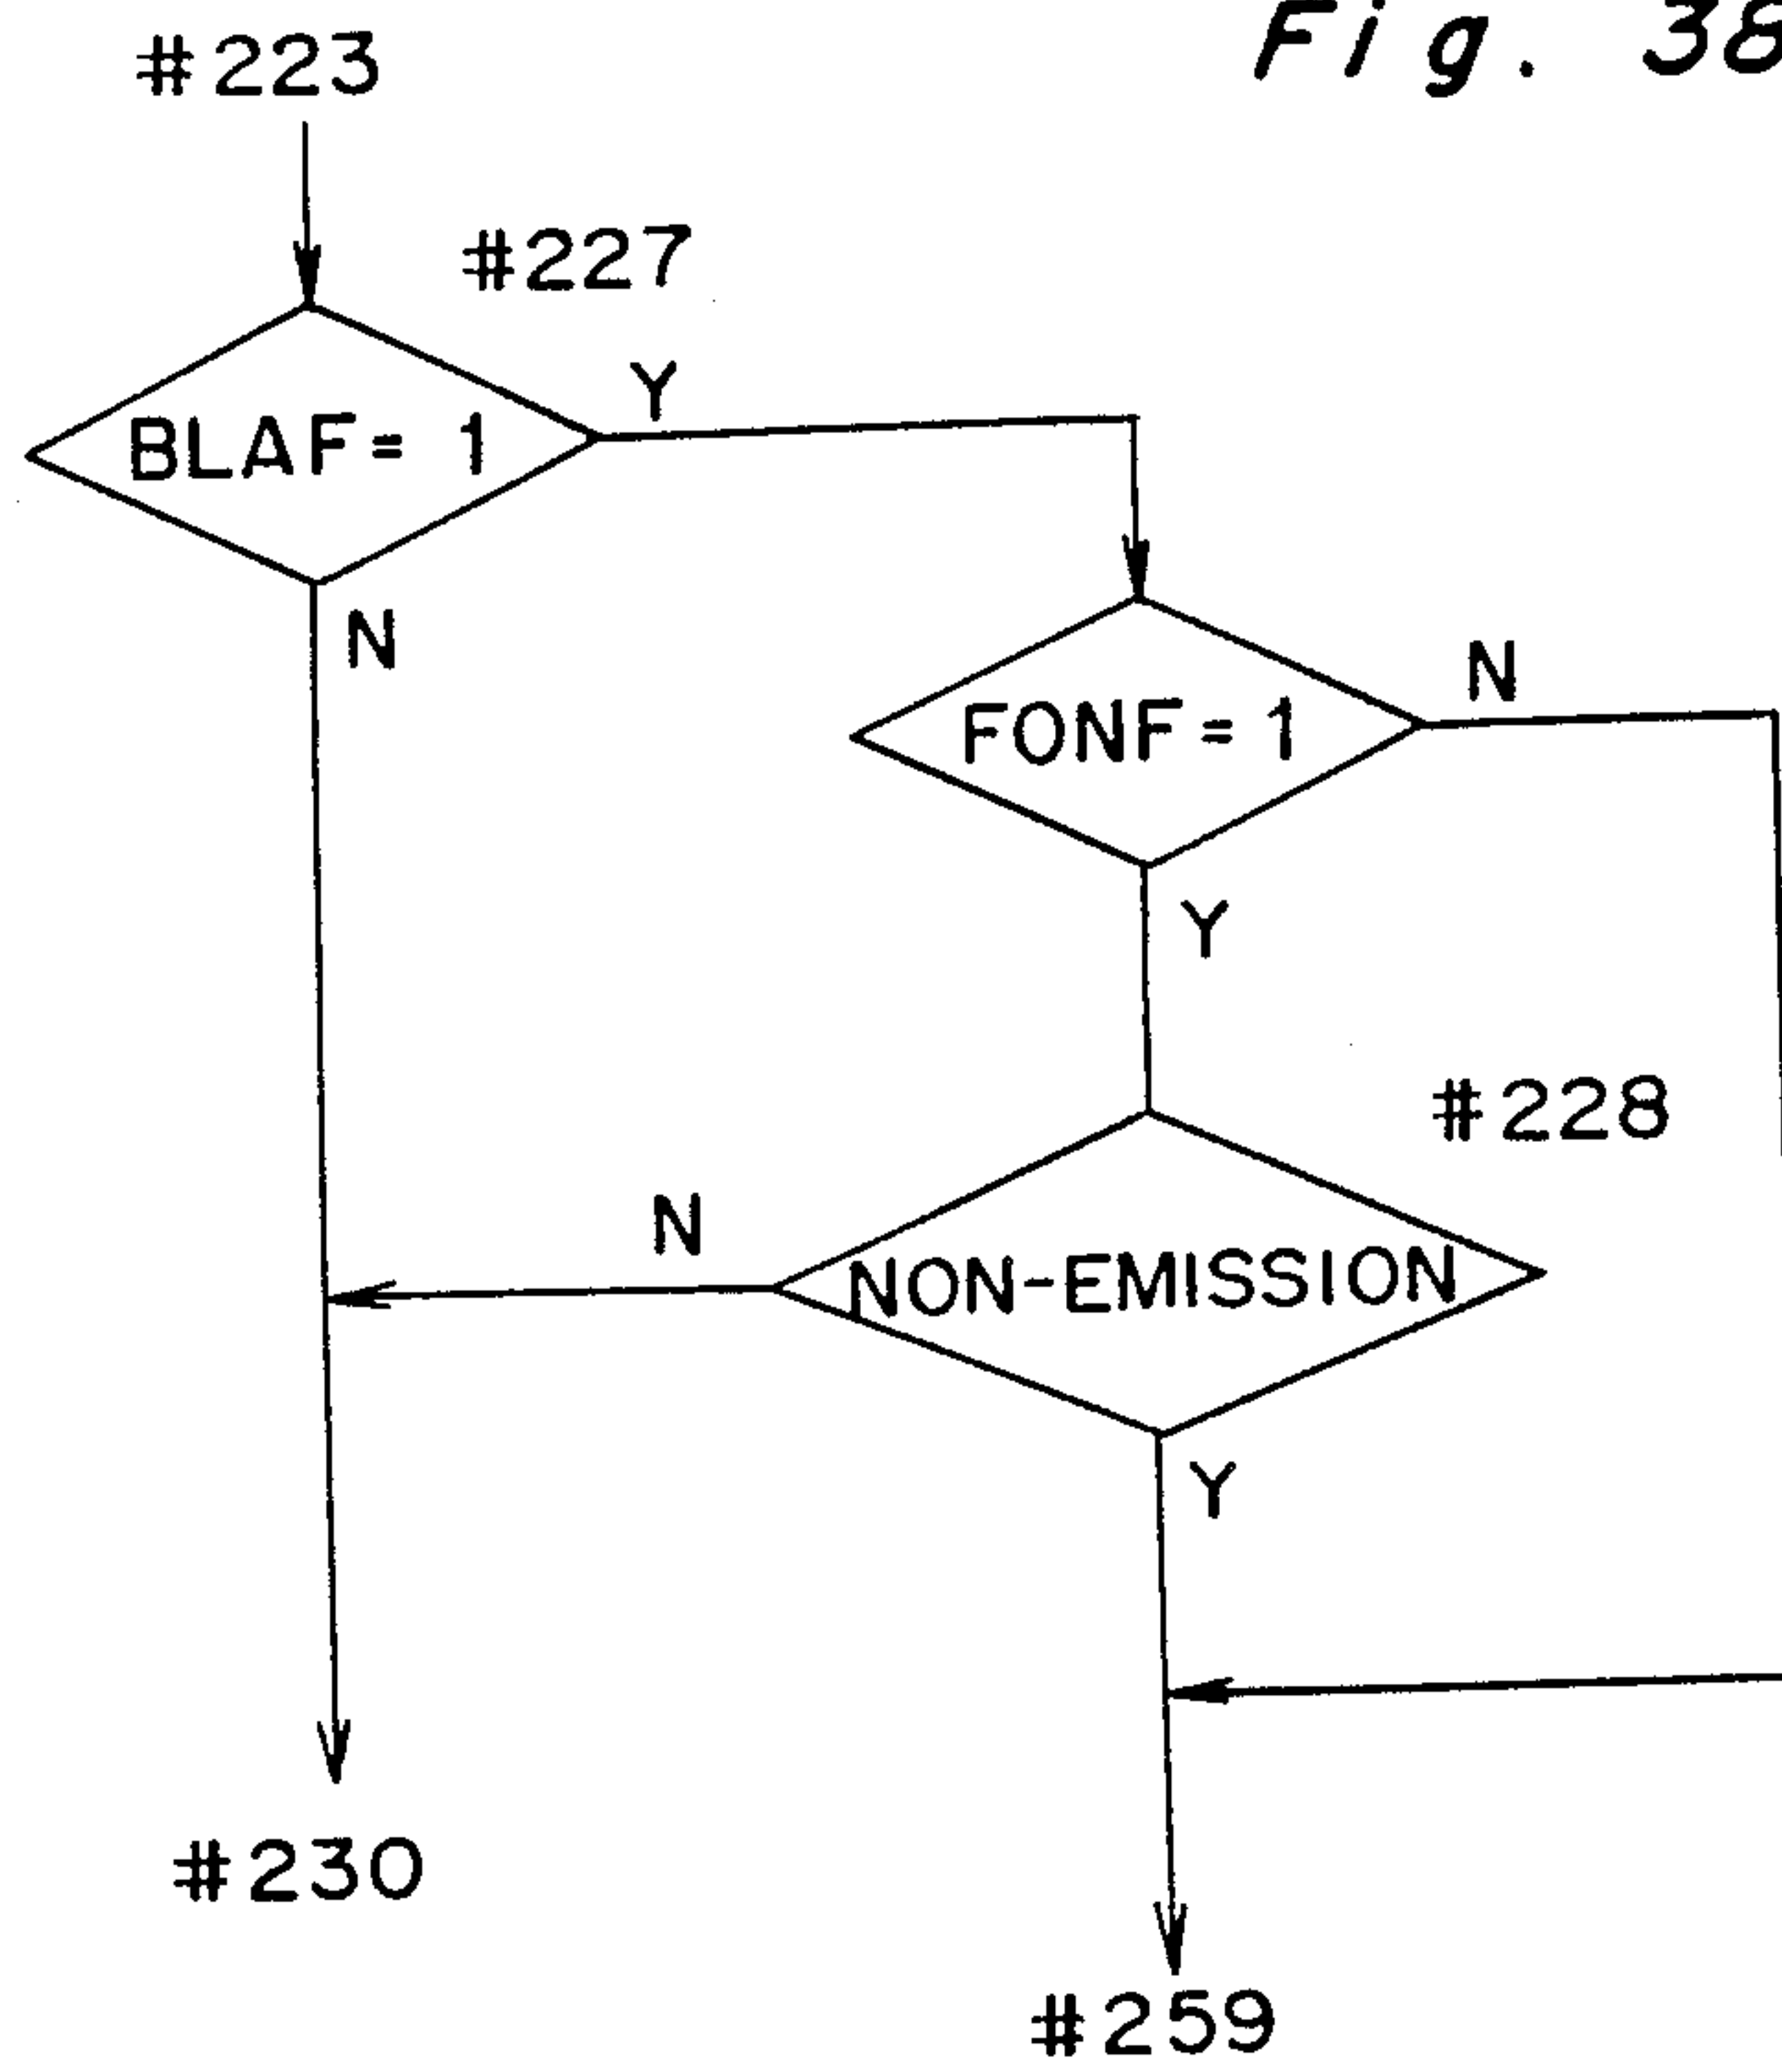 Fig. 38
#223
#227
BLAF= 1
Y
N
FONF=1
N
Y
#228
NON-EMISSION
N
Y
#230
#259